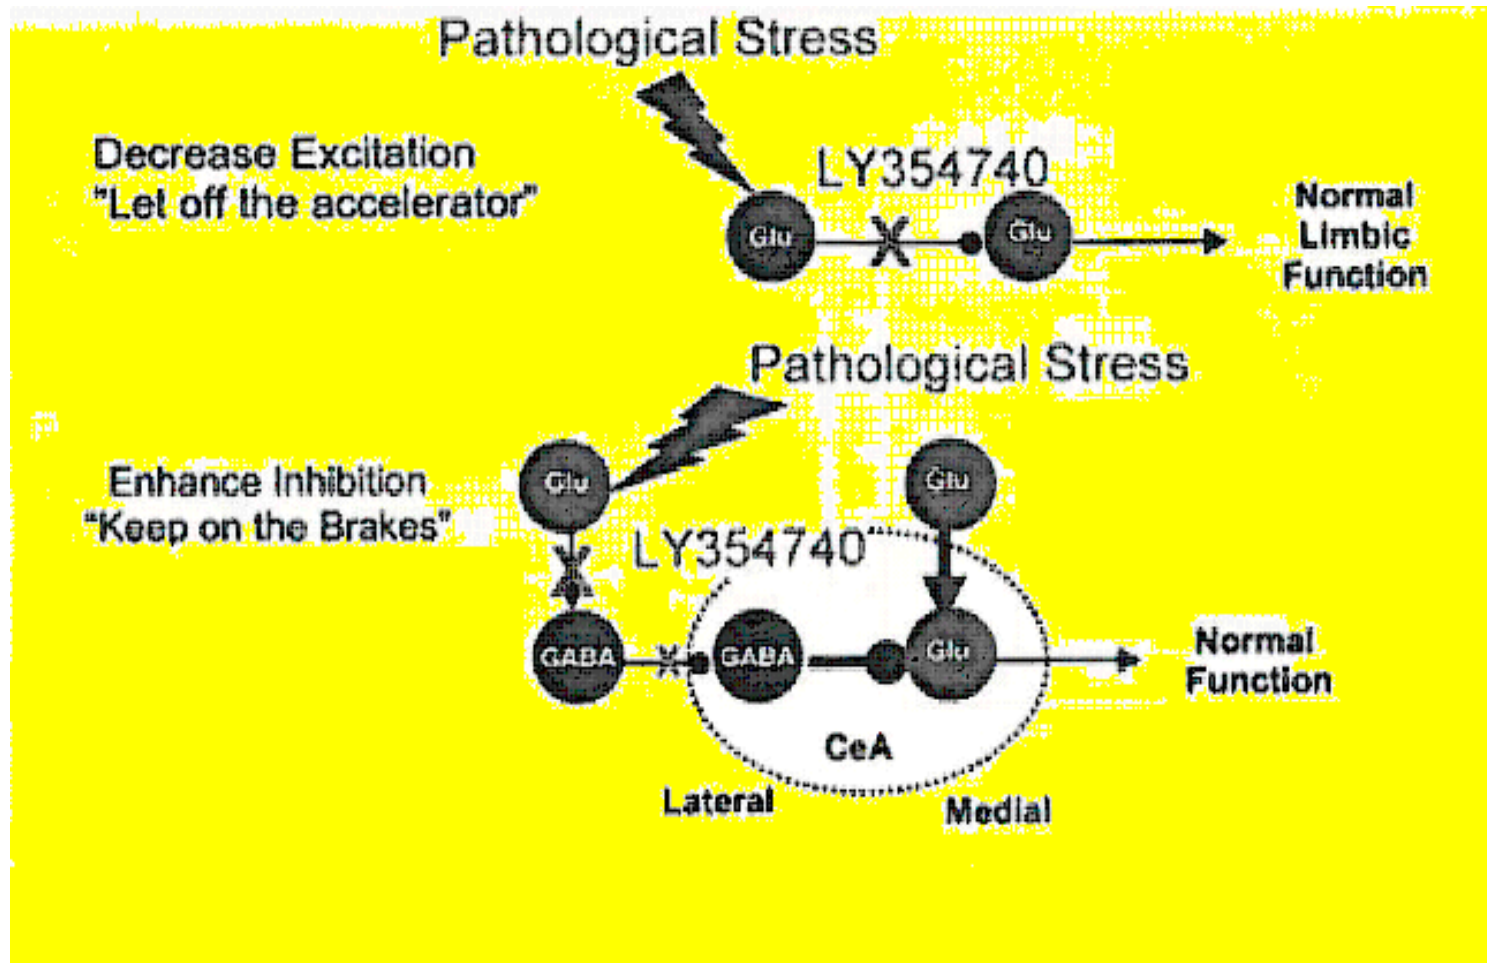 Pathological Stress
Decrease Excitation
"Let off the accelerator"
LY354740
Glu
Glu
Normal
Limbic
Function
Pathological Stress
Enhance Inhibition
"Keep on the Brakes"
Glu
Glu
LY354740
GABA
GABA
Glu
Normal
Function
CeA
Lateral
Medial